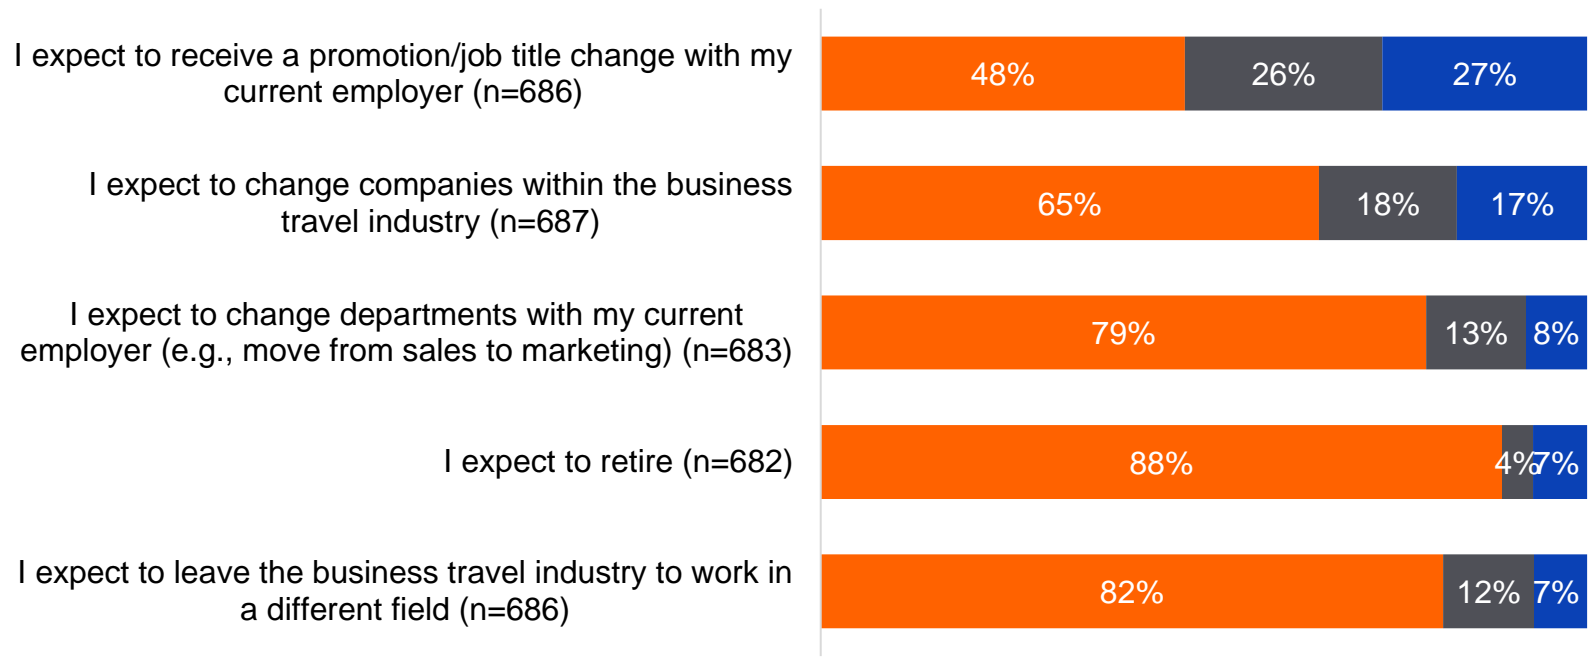 I expect to receive a promotion/job title change with my
current employer (n=686)
48% 26% 27%
I expect to change companies within the business
travel industry (n=687)
65% 18% 17%
I expect to change departments with my current
employer (e.g., move from sales to marketing) (n=683)
79% 13% 8%
I expect to retire (n=682)
88% 4% 7%
I expect to leave the business travel industry to work in
a different field (n=686)
82% 12% 7%